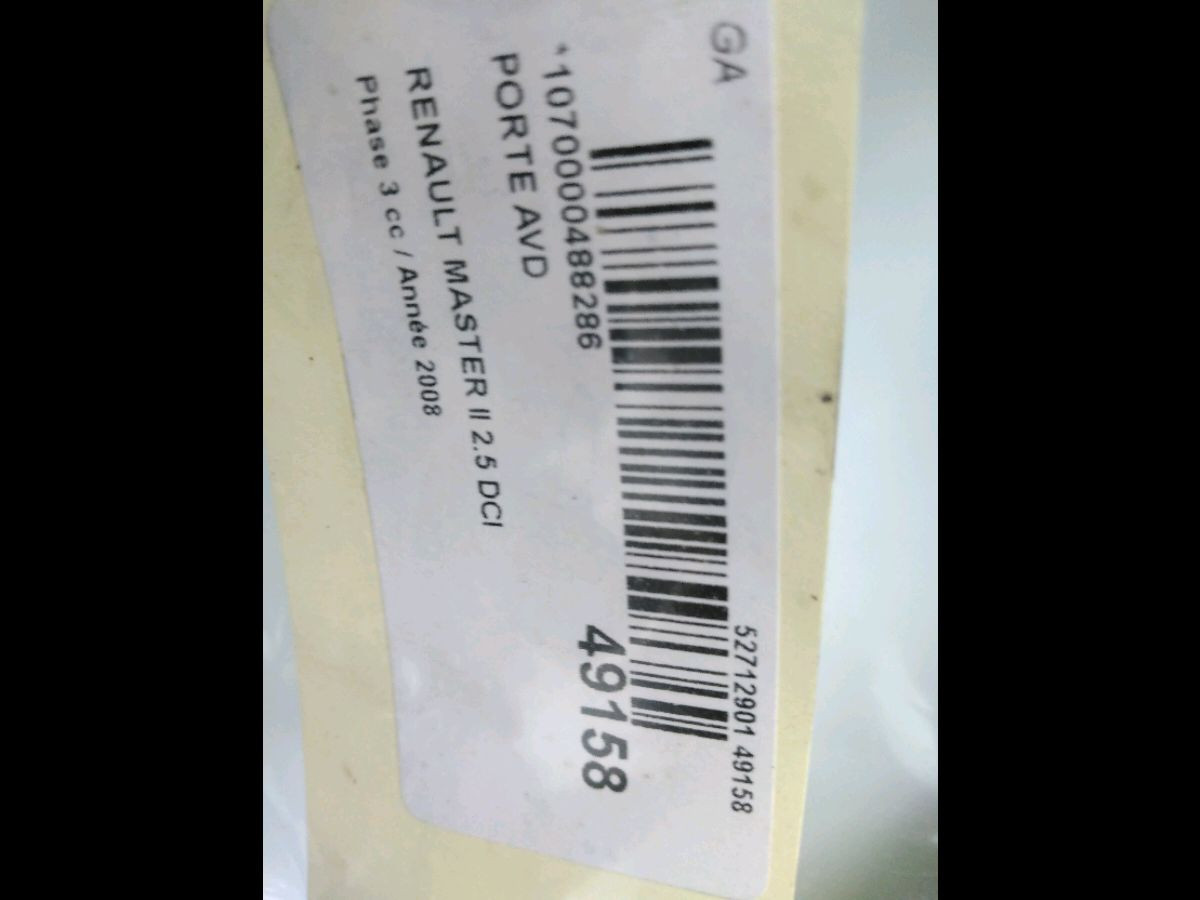 GA
52712901 49158
*1070000488286
49158
PORTE AVD
RENAULT MASTER II 2.5 DCI
Phase 3 cc / Année 2008